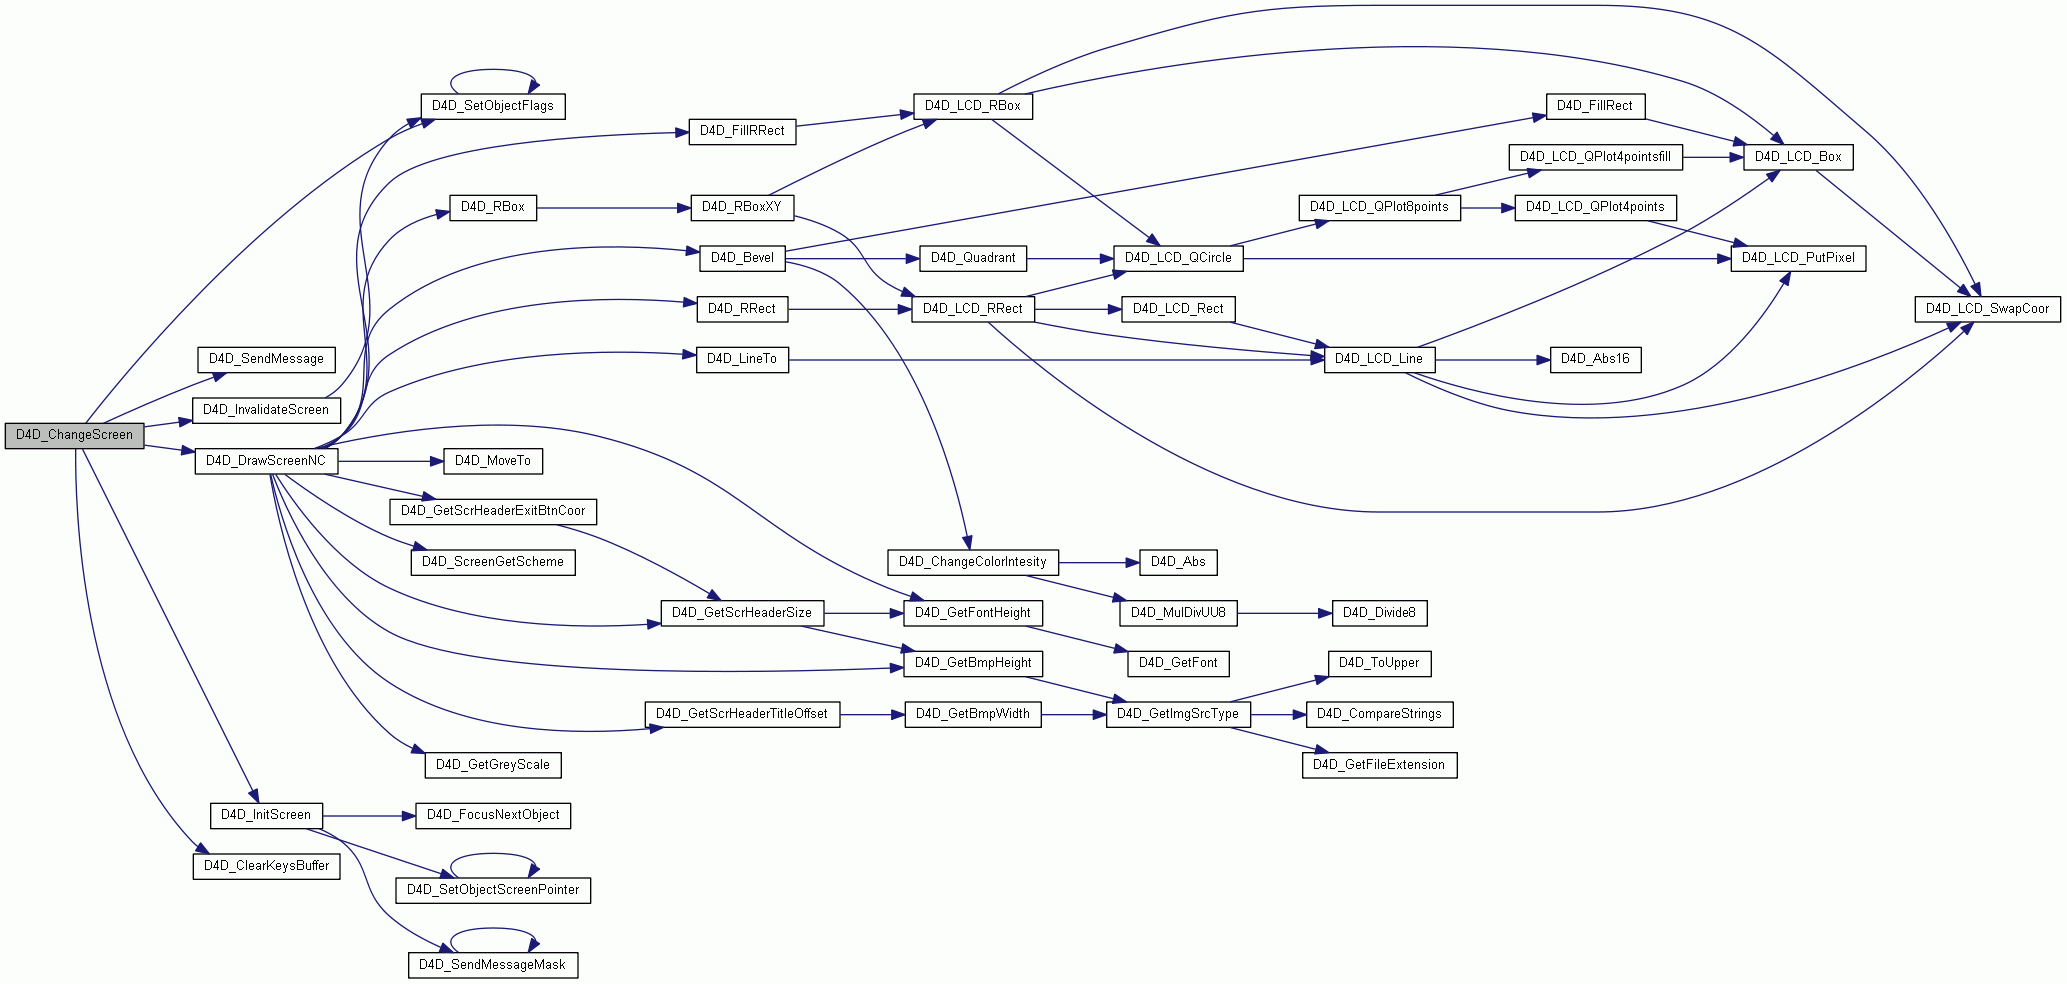 D4D_SetObjectFlags
D4D_LCD_RBox
D4D_FillRect
D4D_FillRRect
D4D_LCD_QPlot4pointsfill
D4D_LCD_Box
D4D_RBox
D4D_RBoxXY
D4D_LCD_QPlot8points
D4D_LCD_QPlot4points
D4D_Bevel
D4D_Quadrant
D4D_LCD_QCircle
D4D_LCD_PutPixel
D4D_RRect
D4D_LCD_RRect
D4D_LCD_Rect
D4D_LCD_SwapCoor
D4D_SendMessage
D4D_LineTo
D4D_LCD_Line
D4D_Abs16
D4D_InvalidateScreen
D4D_ChangeScreen
D4D_DrawScreenNC
D4D_MoveTo
D4D_GetScrHeaderExitBtnCoor
D4D_ScreenGetScheme
D4D_ChangeColorIntesity
D4D_Abs
D4D_GetScrHeaderSize
D4D_GetFontHeight
D4D_MulDivUU8
D4D_Divide8
D4D_GetBmpHeight
D4D_GetFont
D4D_ToUpper
D4D_GetScrHeaderTitleOffset
D4D_GetBmpWidth
D4D_GetImgSrcType
D4D_CompareStrings
D4D_GetGreyScale
D4D_GetFileExtension
D4D_InitScreen
D4D_FocusNextObject
D4D_ClearKeysBuffer
D4D_SetObjectScreenPointer
D4D_SendMessageMask